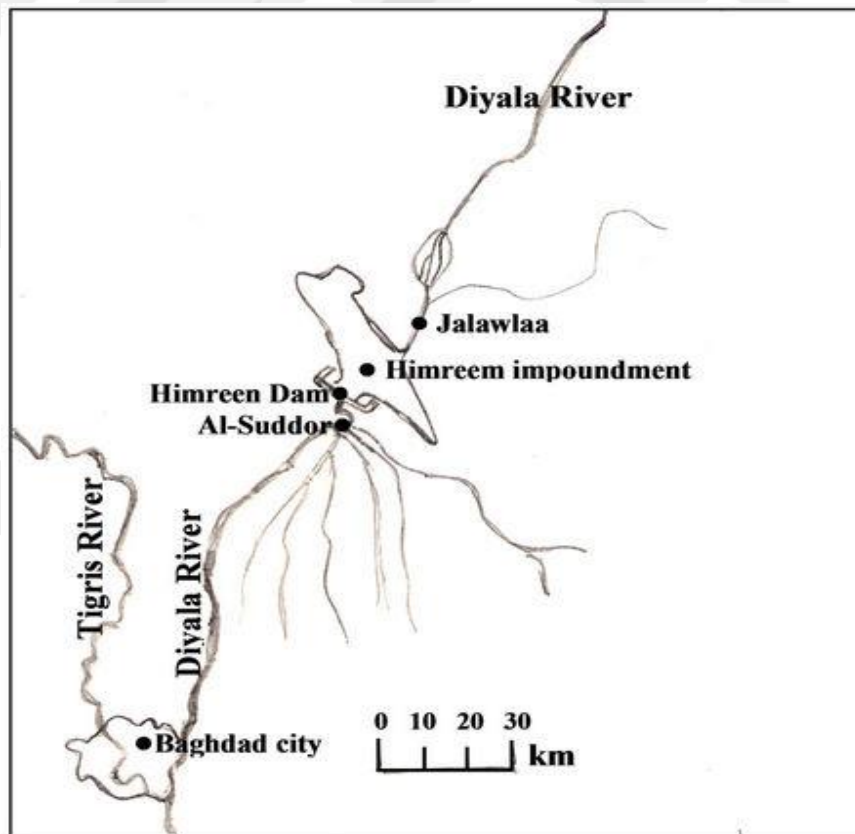 Diyala River
Jalawlaa
Himreem impoundment
Himreen Dam
Al-Suddor
Tigris River
Diyala River
Baghdad city
0 10 20 30
km